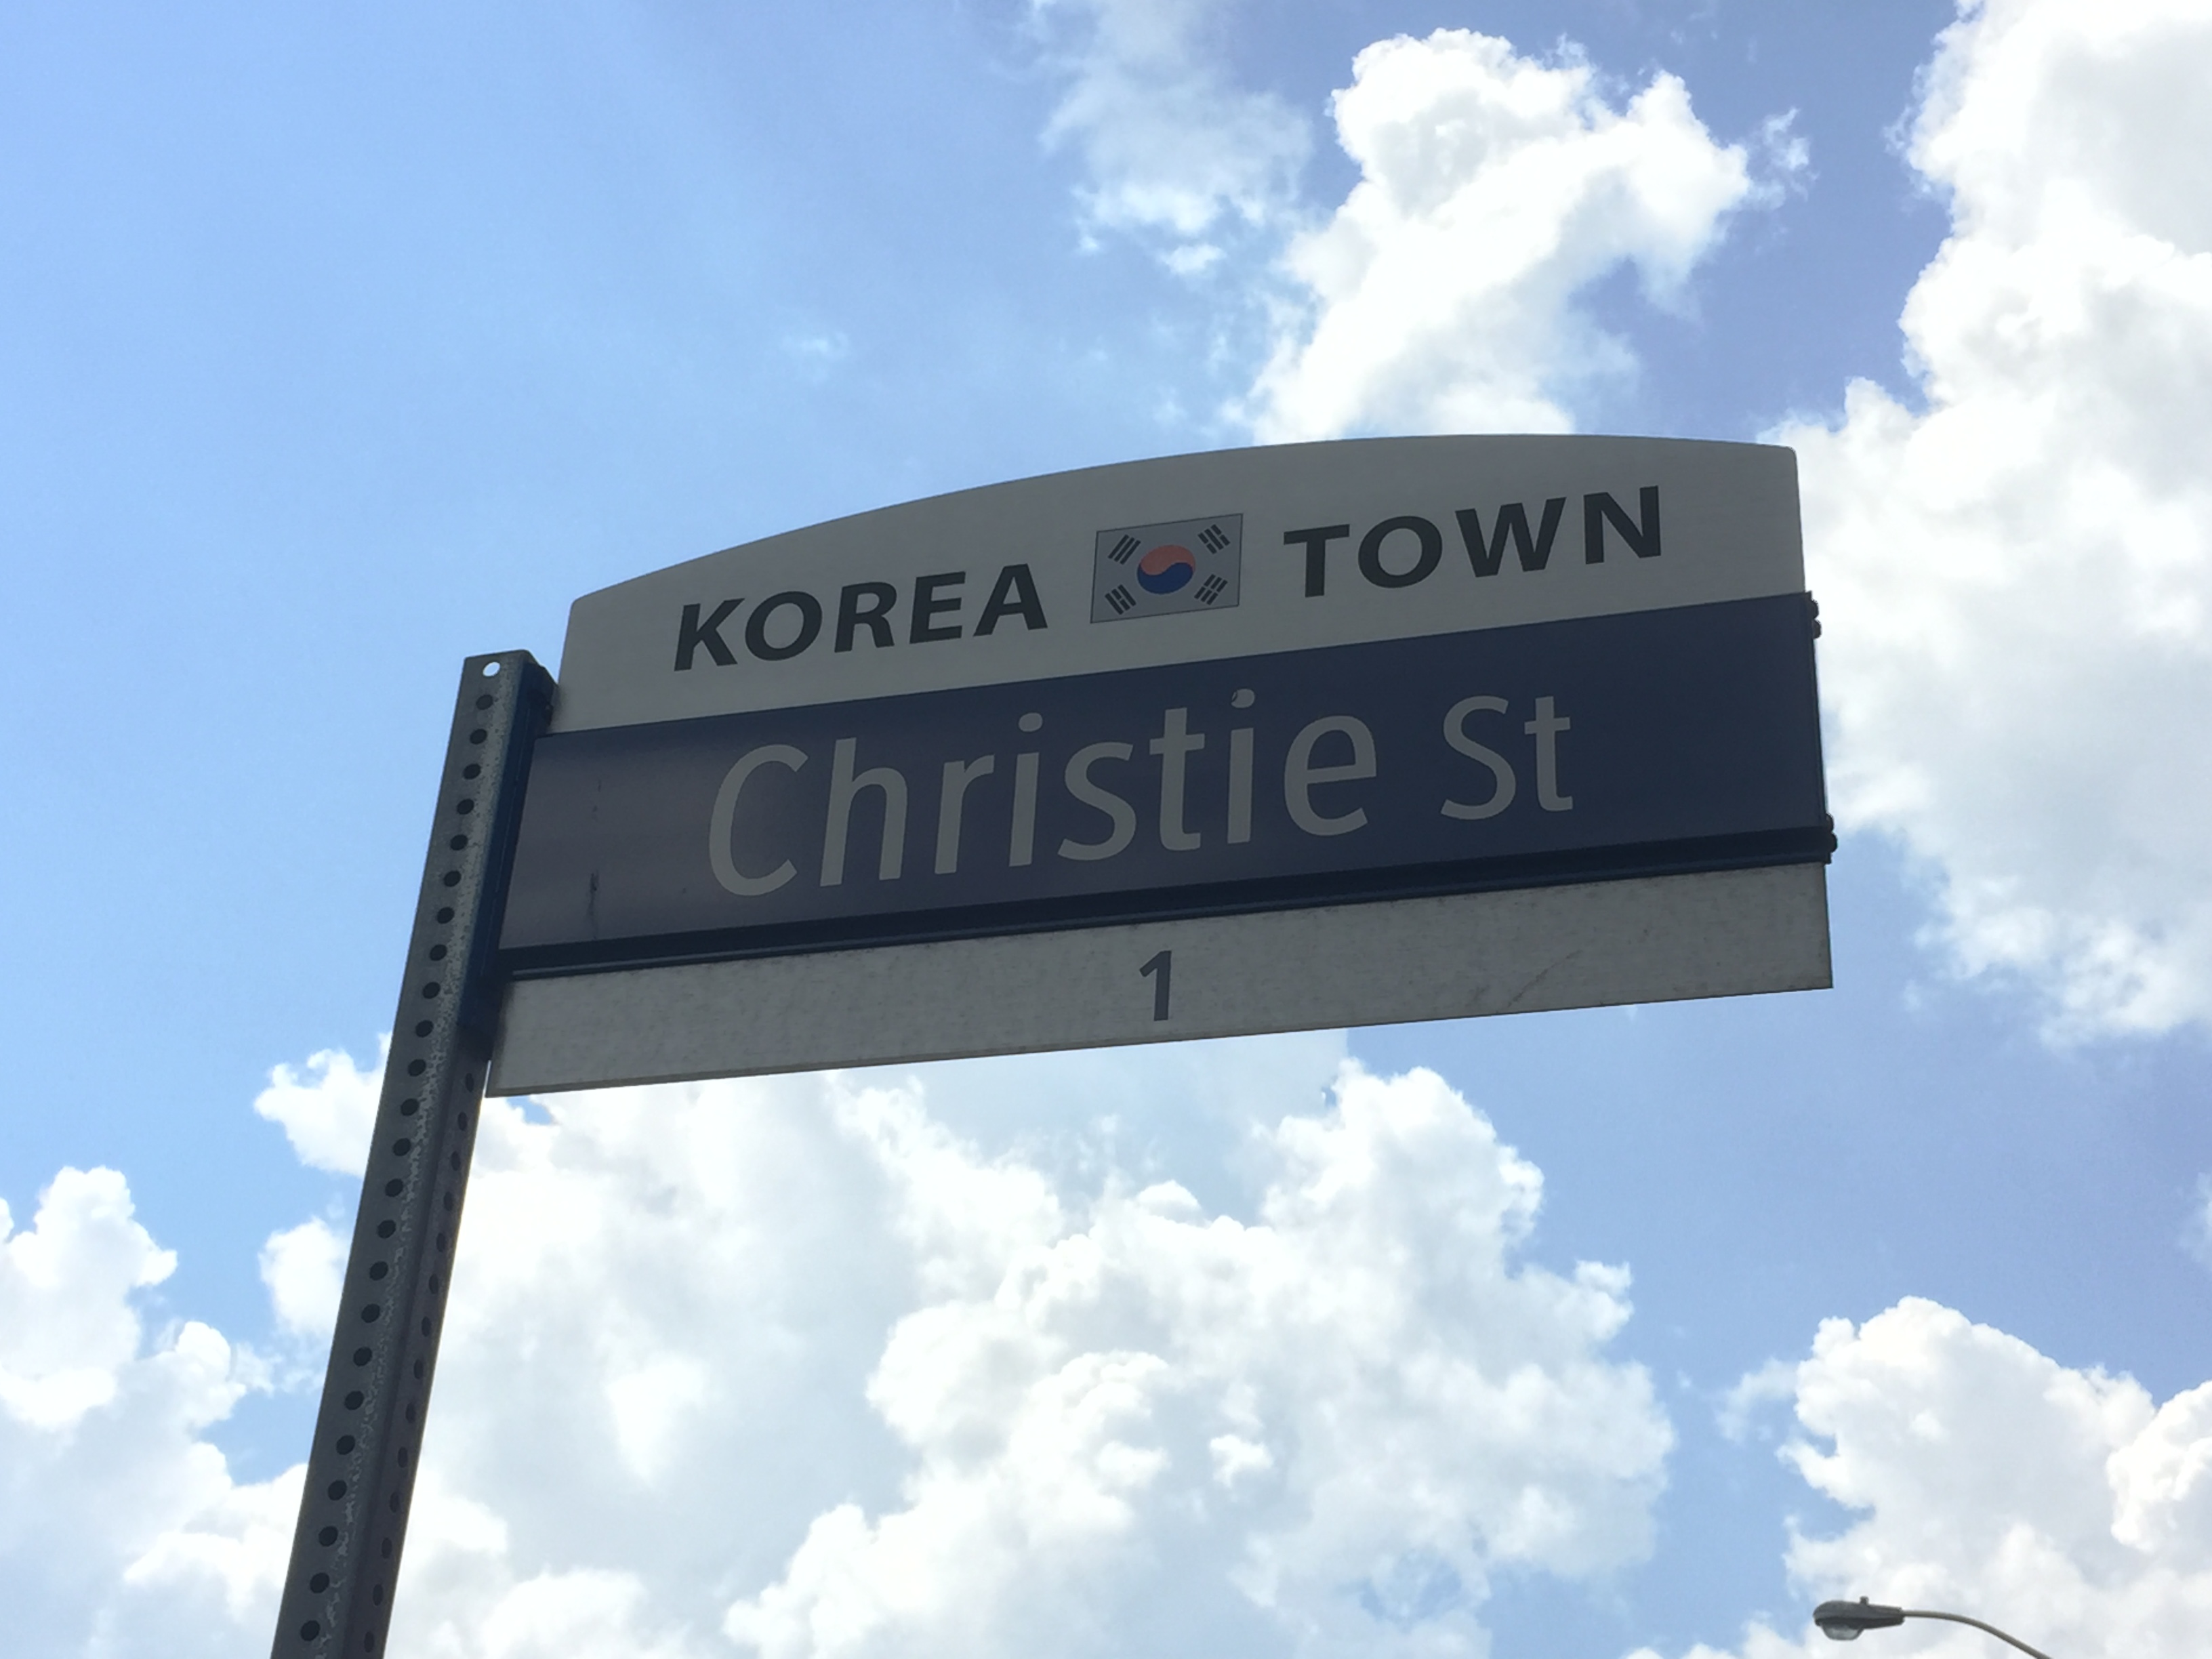 KOREA TOWN
Christie St
1